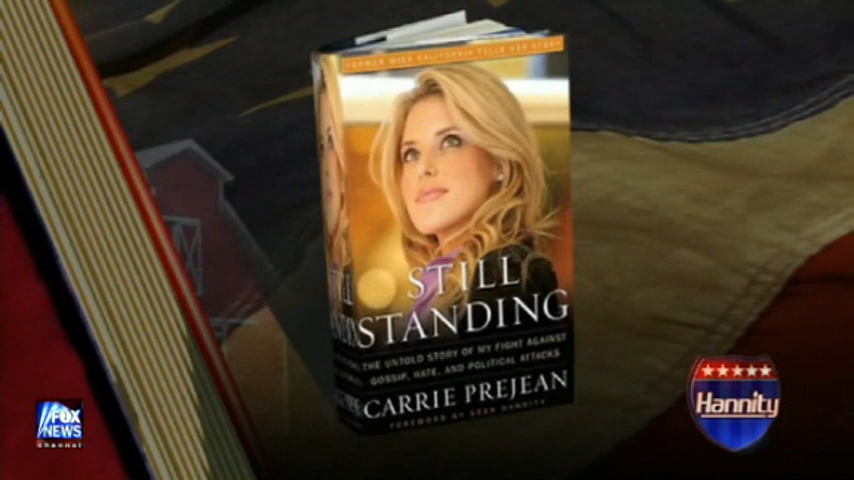 FORMER MISS CALIFORNIA TELLS HER STORY
STILL
STANDING
THE UNTOLD STORY OF MY FIGHT AGAINST
GOSSIP, HATE, AND POLITICAL ATTACKS
CARRIE PREJEAN
FOREWORD BY SEAN HANNITY
FOX
NEWS
channel
Hannity